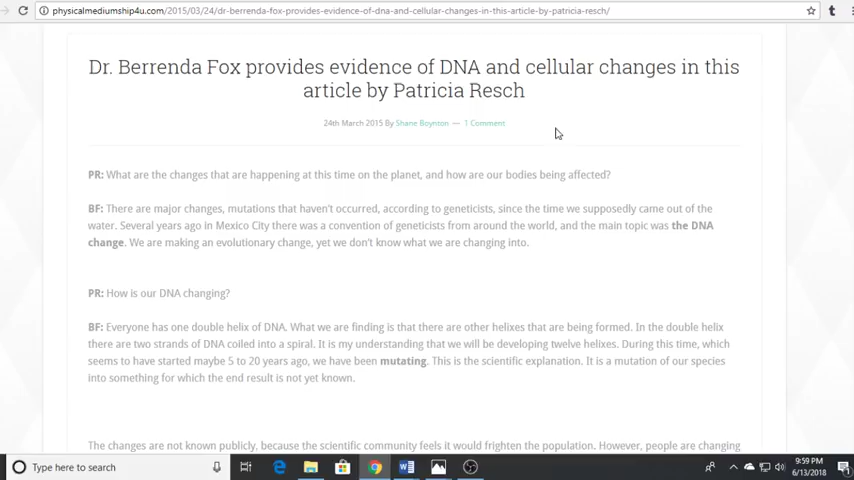 physicalmediumship4u.com/2015/03/24/dr-berrenda-fox-provides-evidence-of-dna-and-cellular-changes-in-this-article-by-patricia-resch/
Dr. Berrenda Fox provides evidence of DNA and cellular changes in this
article by Patricia Resch
24th March 2015 By Shane Boynton — 1 Comment
PR: What are the changes that are happening at this time on the planet, and how are our bodies being affected?
BF: There are major changes, mutations that haven't occurred, according to geneticists, since the time we supposedly came out of the
water. Several years ago in Mexico City there was a convention of geneticists from around the world, and the main topic was the DNA
change. We are making an evolutionary change, yet we don't know what we are changing into.
PR: How is our DNA changing?
BF: Everyone has one double helix of DNA. What we are finding is that there are other helixes that are being formed. In the double helix
there are two strands of DNA coiled into a spiral. It is my understanding that we will be developing twelve helixes. During this time, which
seems to have started maybe 5 to 20 years ago, we have been mutating. This is the scientific explanation. It is a mutation of our species
into something for which the end result is not yet known.
The changes are not known publicly, because the scientific community feels it would frighten the population. However, people are changing
Type here to search
9:59 PM
6/13/2018